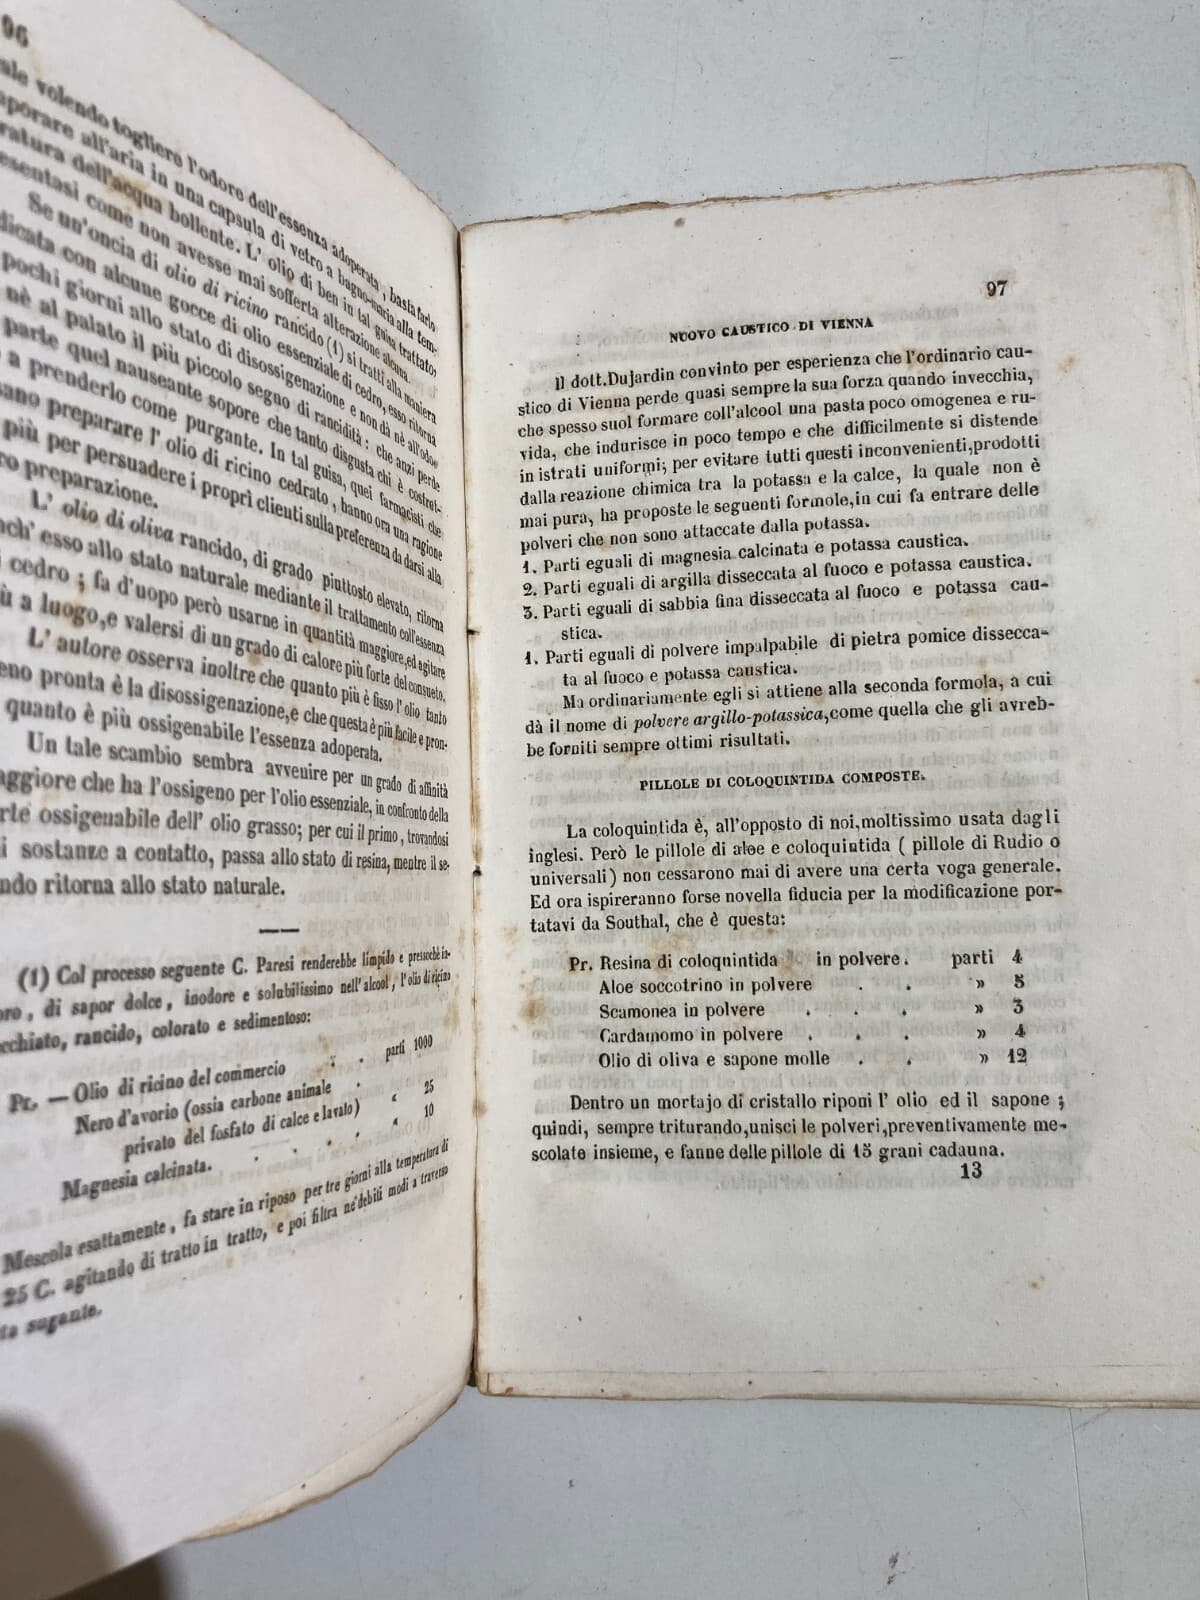 96
ale volendo togliere l'odore dell'essenza adoperata, basta farlo
aporare all'aria in una capsula di vetro a bagno-maria alla tem-
ratura dell'acqua bollente. L' olio di ben in tal guisa trattato,
esentasi come non avesse mai sofferta alterazione alcuna.
Se un'oncia di olio di ricino rancido (1) si tratti alla maniera
dicata con alcune gocce di olio essenziale di cedro, esso ritorna
pochi giorni allo stato di disossigenazione e non dà nè all'odo
nè al palato il più piccolo segno di rancidità: che anzi perde
parte quel nauseante sopore che tanto disgusta chi è costret-
a prenderlo come purgante. In tal guisa, quei farmacisti che
sano preparare l' olio di ricino cedrato, hanno ora una ragione
più per persuadere i proprì clienti sulla preferenza da darsi alla
ro preparazione.
L' olio di oliva rancido, di grado piuttosto elevato, ritorna
nch' esso allo stato naturale mediante il trattamento coll'essenza
cedro; fa d'uopo però usarne in quantità maggiore,ed agitare
ù a luogo,e valersi di un grado di calore più forte del consueto.
L' autore osserva inoltre che quanto più è fisso l' olio tanto
eno pronta è la disossigenazione,e che questa è più facile e pron-
quanto è più ossigenabile l'essenza adoperata.
Un tale scambio sembra avvenire per un grado di affinità
aggiore che ha l'ossigeno per l'olio essenziale, in confronto della
rte ossigenabile dell' olio grasso; per cui il primo, trovandosi
i sostanze a contatto, passa allo stato di resina, mentre il se-
ndo ritorna allo stato naturale.
(1) Col processo seguente C. Paresi renderebbe limpido e pressochè in-
oro, di sapor dolce, inodore e solubilissimo nell'alcool, l'olio di ricino
cchiato, rancido, colorato e sedimentoso:
Pr. — Olio di ricino del commercio . . parti 1000
Nero d'avorio (ossia carbone animale
privato del fosfato di calce e lavato) . « 25
Magnesia calcinata. . . . « 10
Mescola esattamente, fa stare in riposo per tre giorni alla temperatura di
25 C. agitando di tratto in tratto, e poi filtra ne'debiti modi a traverso
ta sugante.
97
NUOVO CAUSTICO DI VIENNA
Il dott.Dujardin convinto per esperienza che l'ordinario cau-
stico di Vienna perde quasi sempre la sua forza quando invecchia,
che spesso suol formare coll'alcool una pasta poco omogenea e ru-
vida, che indurisce in poco tempo e che difficilmente si distende
in istrati uniformi; per evitare tutti questi inconvenienti,prodotti
dalla reazione chimica tra la potassa e la calce, la quale non è
mai pura, ha proposte le seguenti formole,in cui fa entrare delle
polveri che non sono attaccate dalla potassa.
1. Parti eguali di magnesia calcinata e potassa caustica.
2. Parti eguali di argilla disseccata al fuoco e potassa caustica.
3. Parti eguali di sabbia fina disseccata al fuoco e potassa cau-
stica.
1. Parti eguali di polvere impalpabile di pietra pomice dissecca-
ta al fuoco e potassa caustica.
Ma ordinariamente egli si attiene alla seconda formola, a cui
dà il nome di polvere argillo-potassica,come quella che gli avreb-
be forniti sempre ottimi risultati.
PILLOLE DI COLOQUINTIDA COMPOSTE.
La coloquintida è, all'opposto di noi,moltissimo usata dagli
inglesi. Però le pillole di aloe e coloquintida ( pillole di Rudio o
universali) non cessarono mai di avere una certa voga generale.
Ed ora ispireranno forse novella fiducia per la modificazione por-
tatavi da Southal, che è questa:
Pr. Resina di coloquintida in polvere. parti 4
Aloe soccotrino in polvere . . » 5
Scamonea in polvere . . . » 3
Cardamomo in polvere . . . » 4
Olio di oliva e sapone molle . . » 12
Dentro un mortajo di cristallo riponi l' olio ed il sapone ;
quindi, sempre triturando,unisci le polveri,preventivamente me-
scolate insieme, e fanne delle pillole di 15 grani cadauna.
13